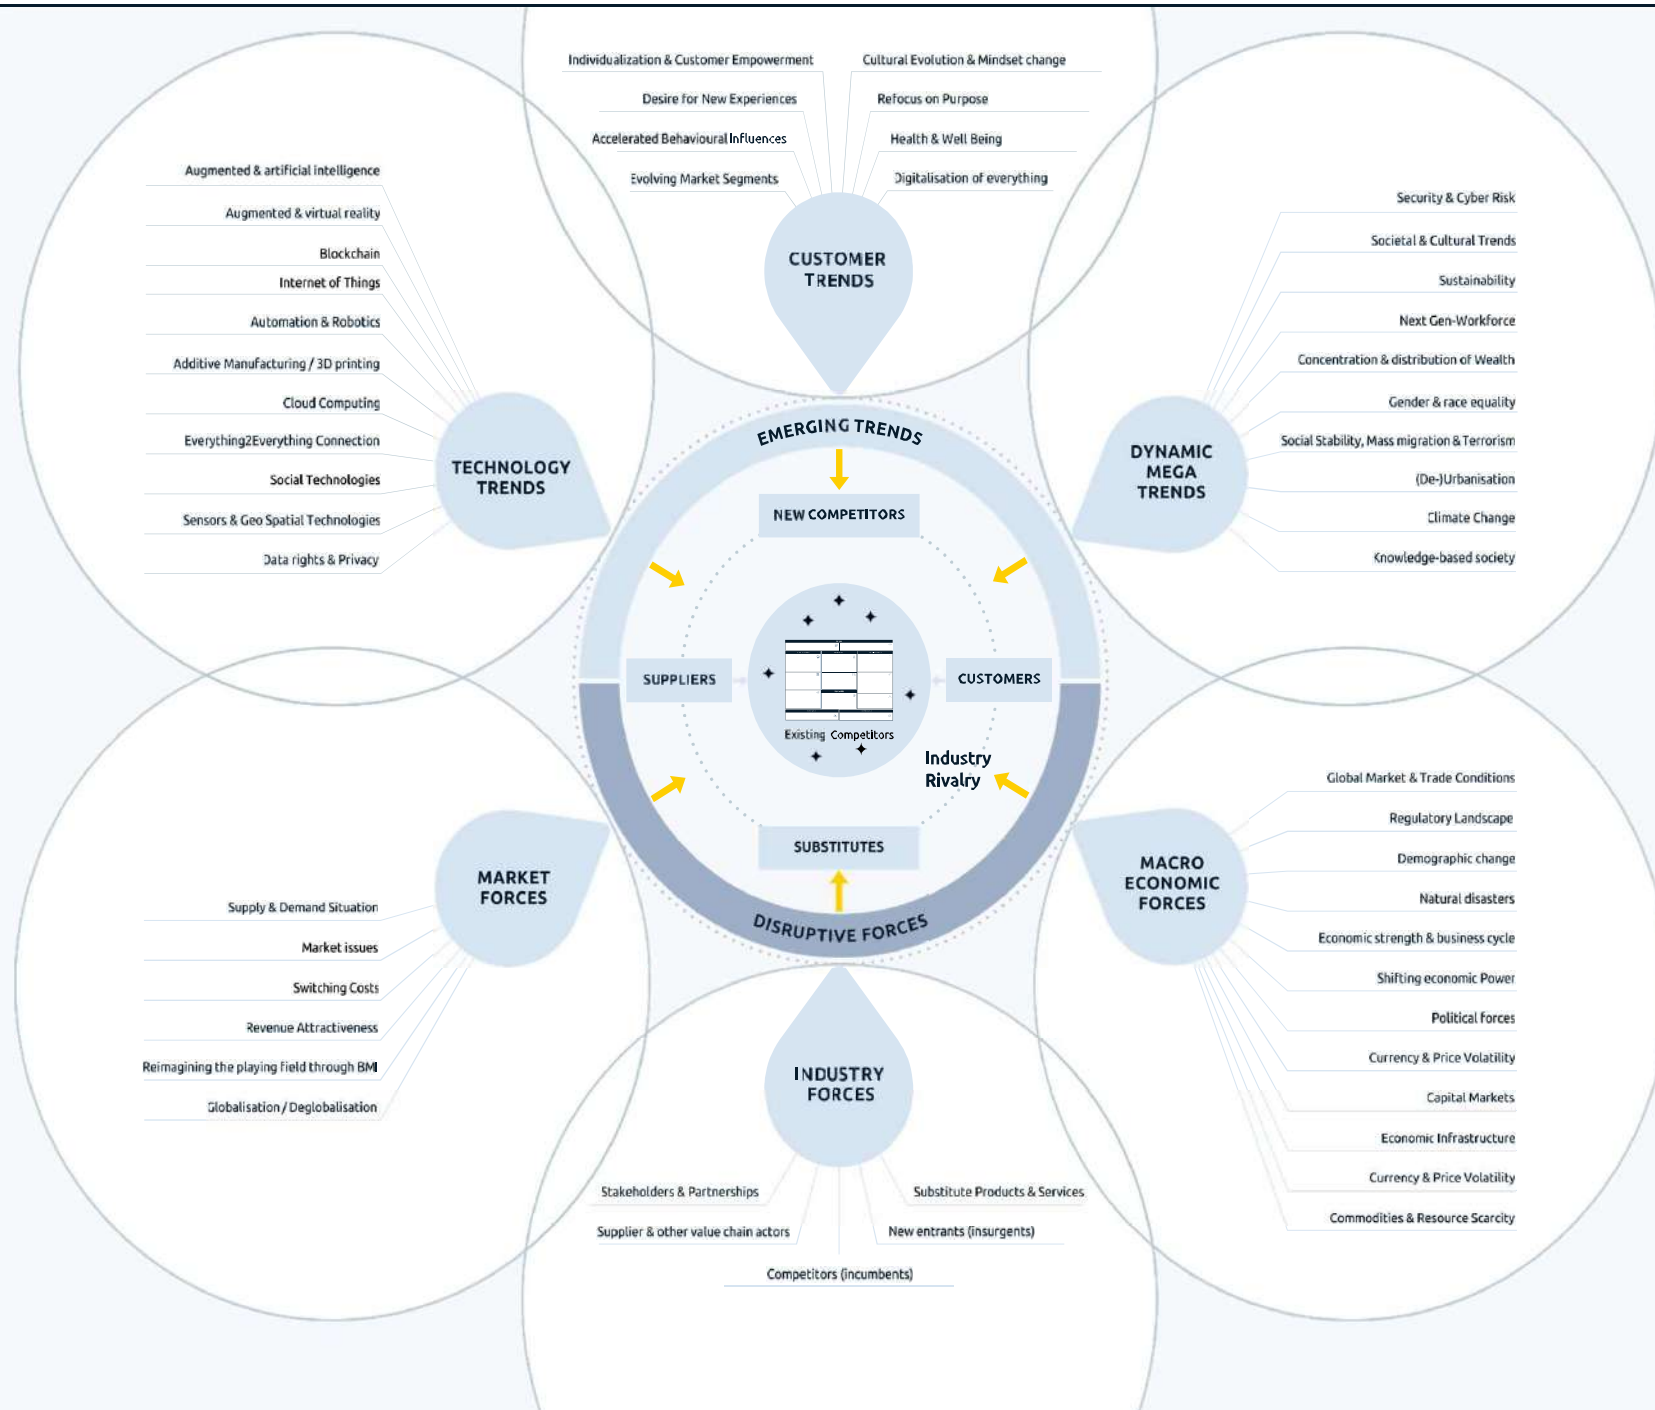 Individualization & Customer Empowerment
Desire for New Experiences
Accelerated Behavioural Influences
Evolving Market Segments
Cultural Evolution & Mindset change
Refocus on Purpose
Health & Well Being
Digitalisation of everything
CUSTOMER
TRENDS
Augmented & artificial intelligence
Augmented & virtual reality
Blockchain
Internet of Things
Automation & Robotics
Additive Manufacturing / 3D printing
Cloud Computing
Everything2Everything Connection
Social Technologies
Sensors & Geo Spatial Technologies
Data rights & Privacy
TECHNOLOGY
TRENDS
Security & Cyber Risk
Societal & Cultural Trends
Sustainability
Next Gen-Workforce
Concentration & distribution of Wealth
Gender & race equality
Social Stability, Mass migration & Terrorism
(De-)Urbanisation
Climate Change
Knowledge-based society
DYNAMIC
MEGA
TRENDS
EMERGING TRENDS
NEW COMPETITORS
SUPPLIERS
CUSTOMERS
Existing Competitors
Industry
Rivalry
SUBSTITUTES
DISRUPTIVE FORCES
MARKET
FORCES
Supply & Demand Situation
Market issues
Switching Costs
Revenue Attractiveness
Reimagining the playing field through BMI
Globalisation / Deglobalisation
MACRO
ECONOMIC
FORCES
Global Market & Trade Conditions
Regulatory Landscape
Demographic change
Natural disasters
Economic strength & business cycle
Shifting economic Power
Political forces
Currency & Price Volatility
Capital Markets
Economic Infrastructure
Currency & Price Volatility
Commodities & Resource Scarcity
INDUSTRY
FORCES
Stakeholders & Partnerships
Supplier & other value chain actors
Competitors (incumbents)
Substitute Products & Services
New entrants (insurgents)